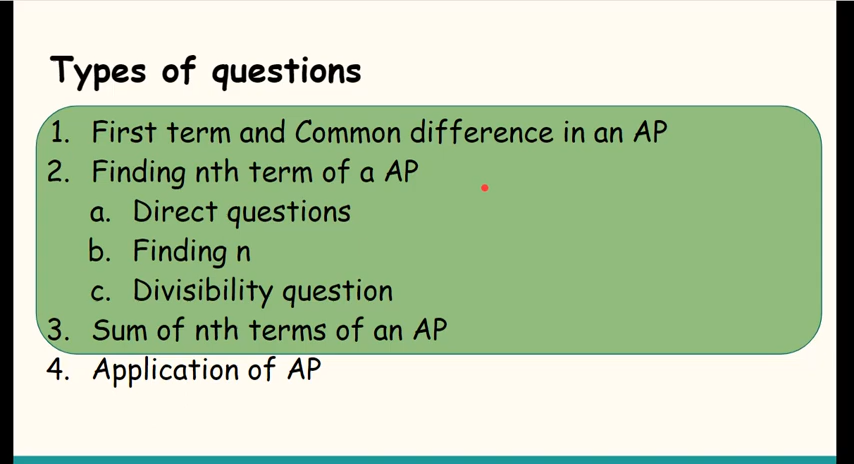 Types of questions
1. First term and Common difference in an AP
2. Finding nth term of a AP
a. Direct questions
b. Finding n
c. Divisibility question
3. Sum of nth terms of an AP
4. Application of AP